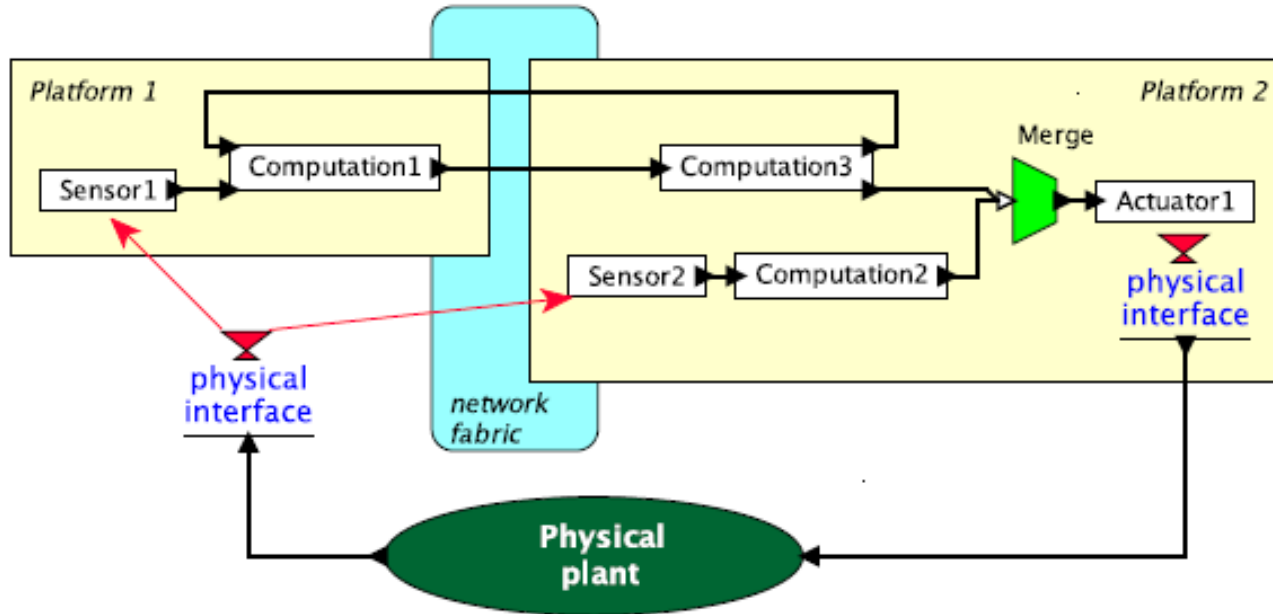 Platform 1
Platform 2
Merge
Computation1
Computation3
Sensor1
Actuator1
Sensor2
Computation2
physical
interface
physical
interface
network
fabric
Physical
plant